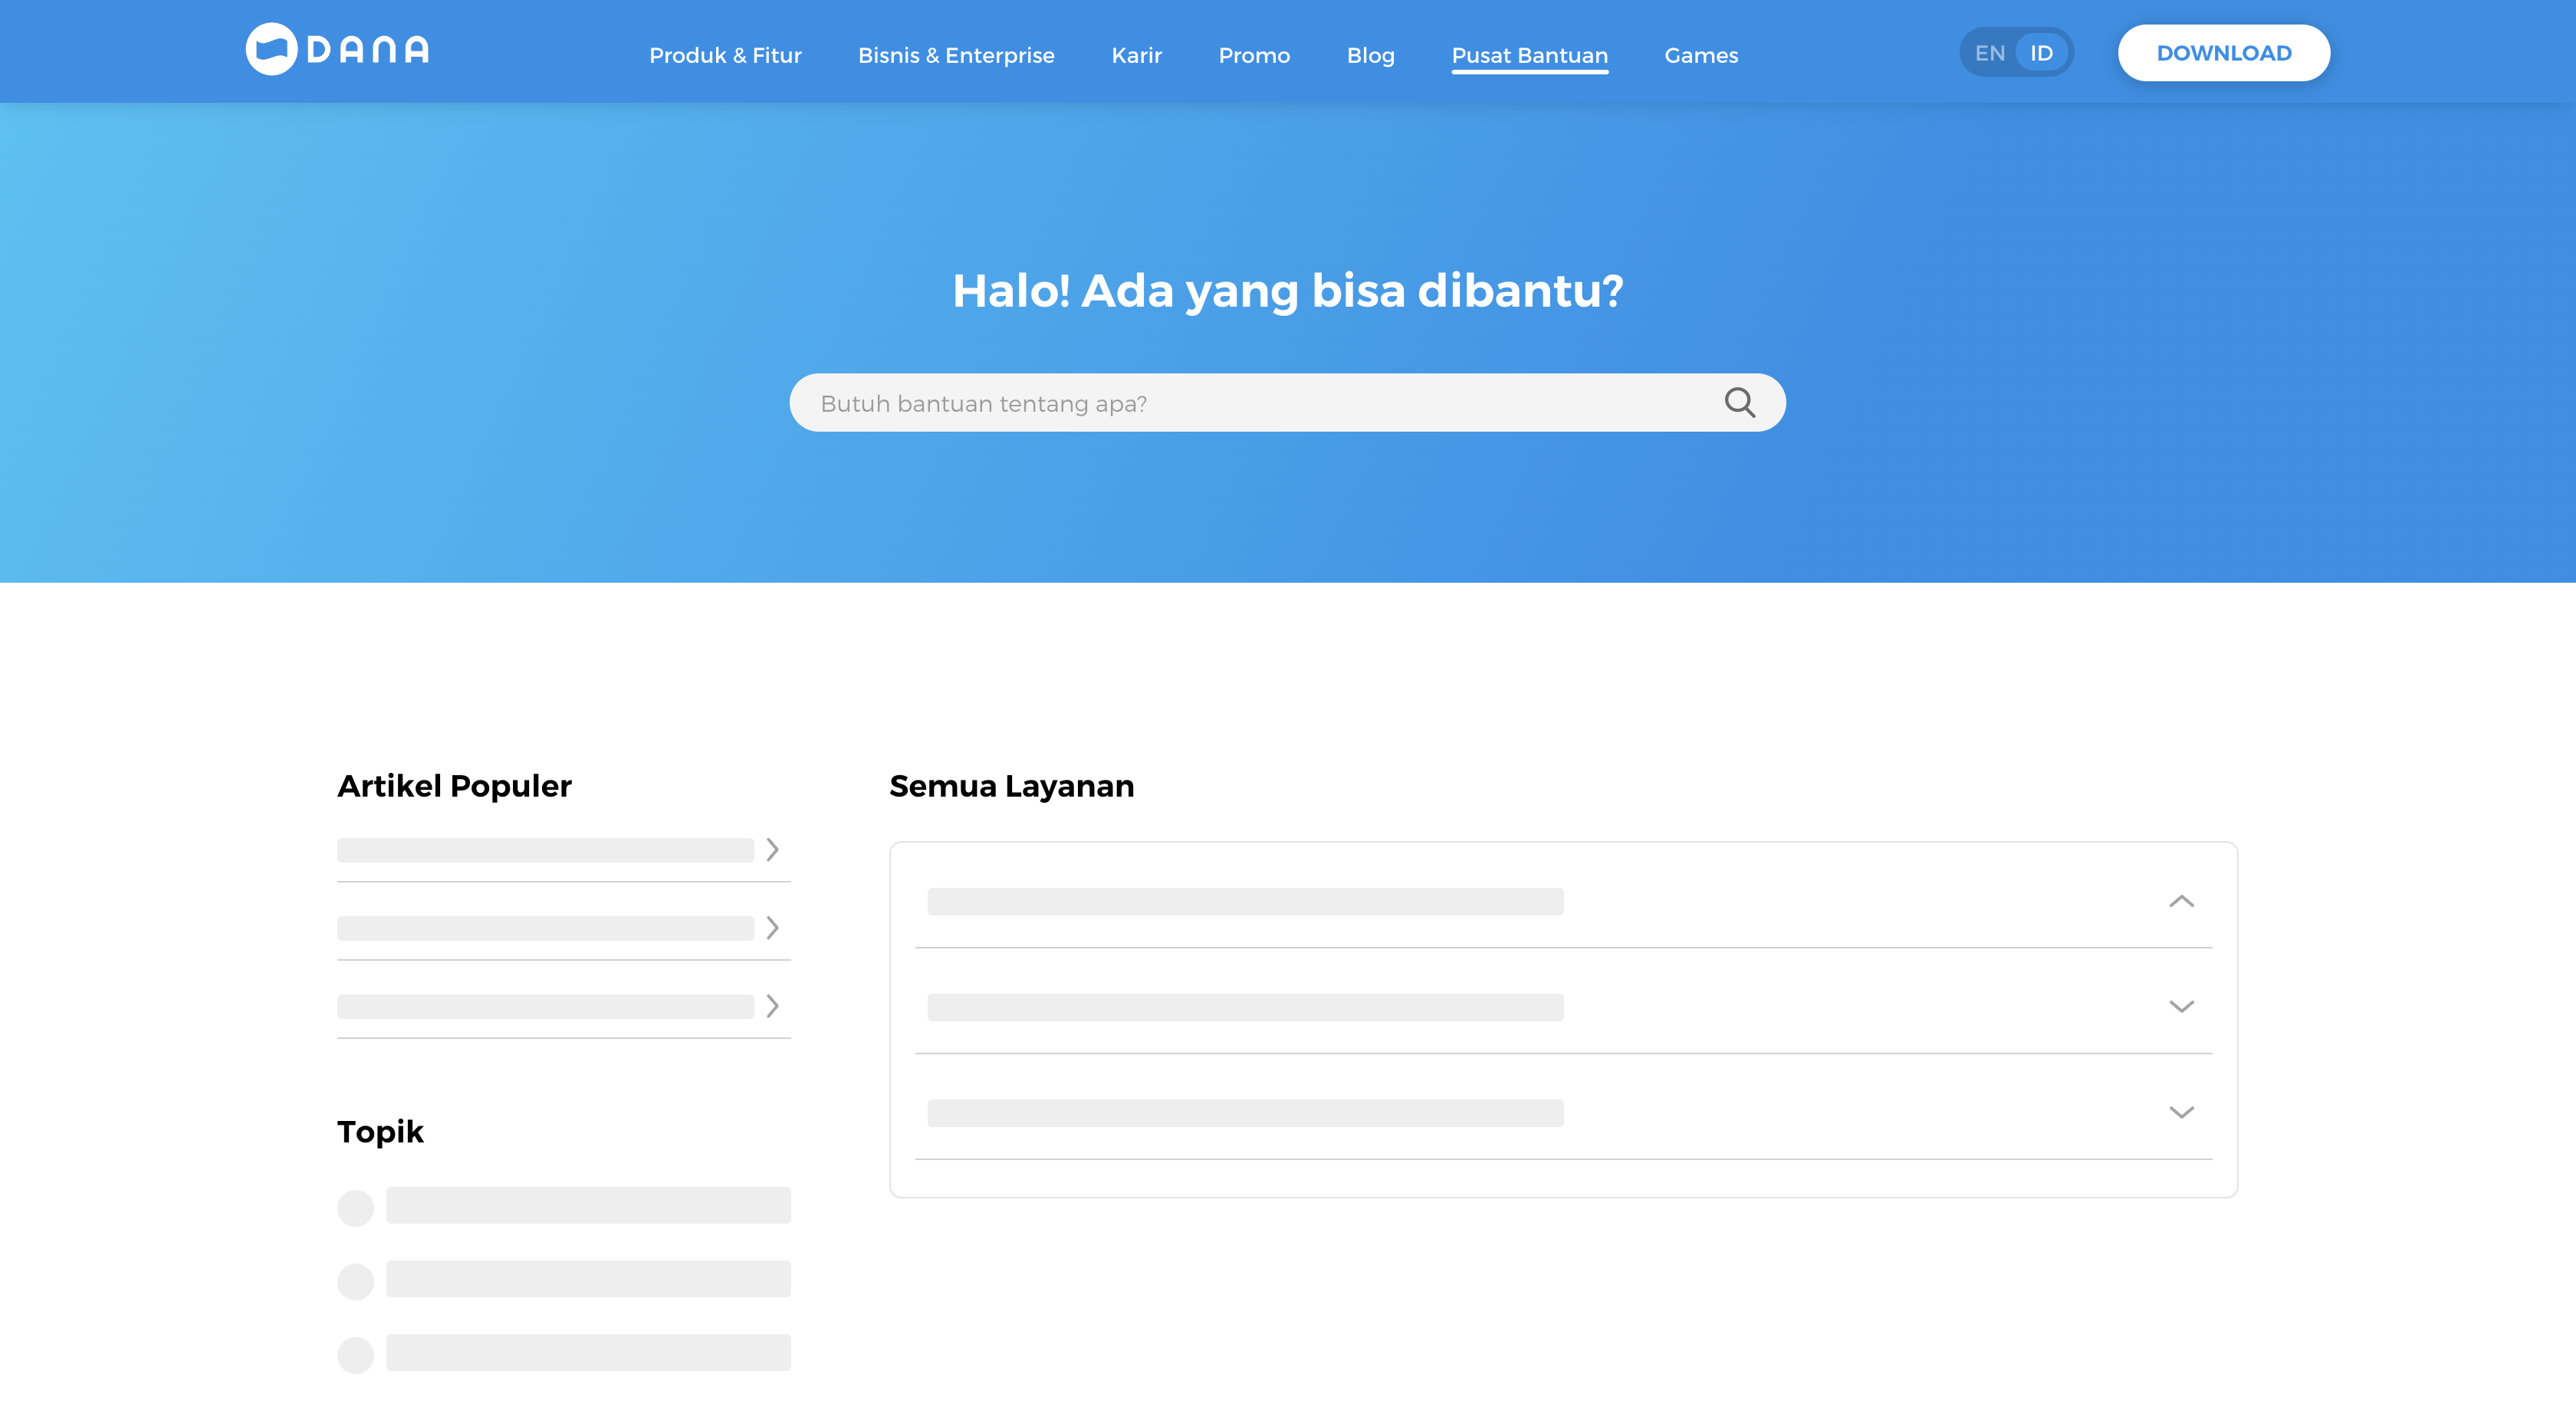 DANA
Produk & Fitur
Bisnis & Enterprise
Karir
Promo
Blog
Pusat Bantuan
Games
EN
ID
DOWNLOAD
Halo! Ada yang bisa dibantu?
Butuh bantuan tentang apa?
Artikel Populer
Semua Layanan
Topik